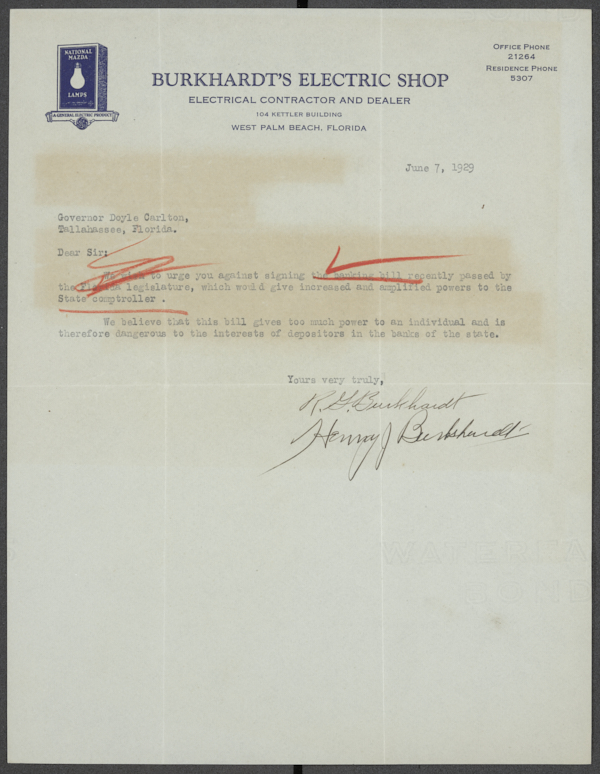 NATIONAL
MAZDA
LAMPS
A GENERAL ELECTRIC PRODUCT
OFFICE PHONE
21264
RESIDENCE PHONE
5307
BURKHARDT'S ELECTRIC SHOP
ELECTRICAL CONTRACTOR AND DEALER
104 KETTLER BUILDING
WEST PALM BEACH, FLORIDA
June 7, 1929
Governor Doyle Carlton,
Tallahassee, Florida.
Dear Sir:
We wish to urge you against signing the banking bill recently passed by
the Florida legislature, which would give increased and amplified powers to the
State comptroller .
We believe that this bill gives too much power to an individual and is
therefore dangerous to the interests of depositors in the banks of the state.
Yours very truly,
R. G. Burkhardt
Henry J Burkhardt